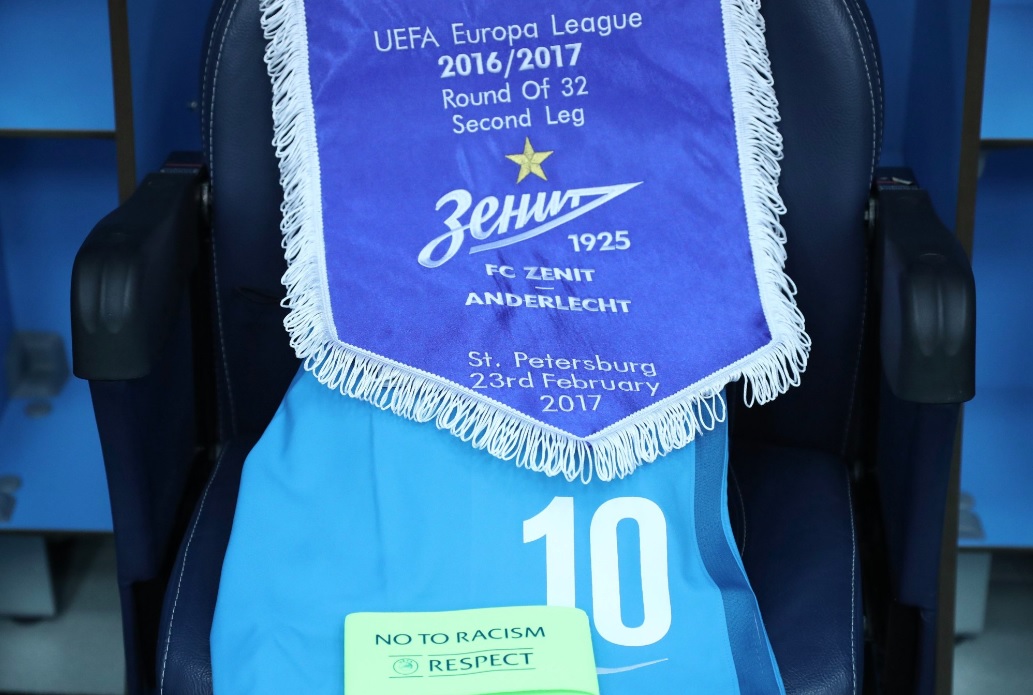 UEFA Europa League
2016/2017
Round Of 32
Second Leg
Зенит
1925
FC ZENIT
–
ANDERLECHT
St. Petersburg
23rd February
2017
10
NO TO RACISM
RESPECT